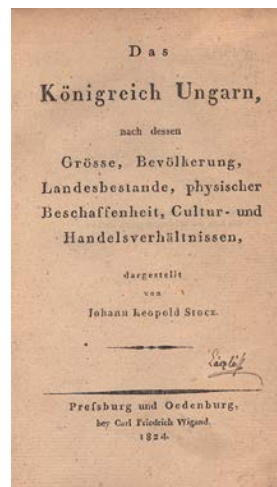 Das
Königreich Ungarn,
nach dessen
Grösse, Bevölkerung,
Landesbestande, physischer
Beschaffenheit, Cultur- und
Handelsverhältnissen,
dargestellt
von
Johann Leopold Stocz.
Preſsburg und Oedenburg,
bey Carl Friedrich Wigand.
1824.